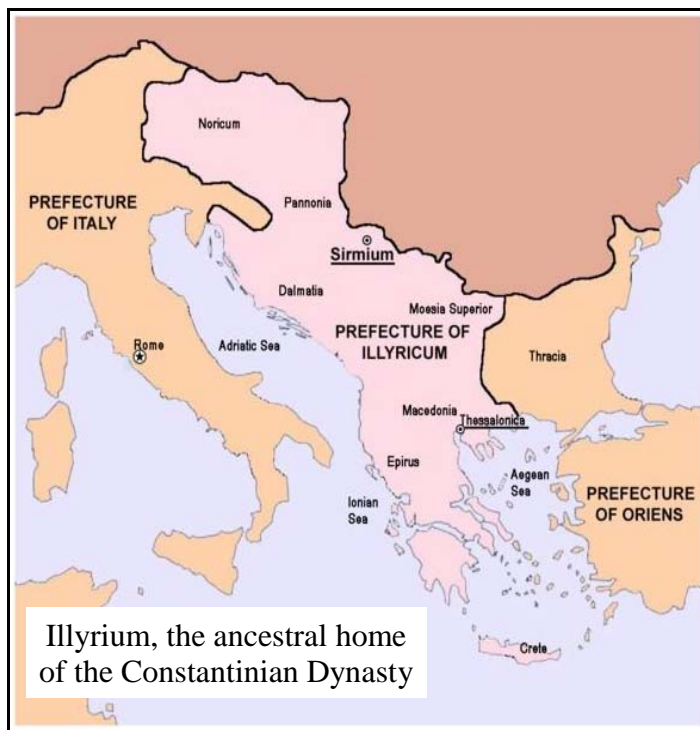 Noricum
PREFECTURE
OF ITALY
Pannonia
Sirmium
Dalmatia
Moesia Superior
PREFECTURE OF
ILLYRICUM
Rome
Adriatic Sea
Thracia
Macedonia
Thessalonica
Epirus
Aegean
Sea
Ionian
Sea
PREFECTURE
OF ORIENS
Crete
Illyrium, the ancestral home
of the Constantinian Dynasty